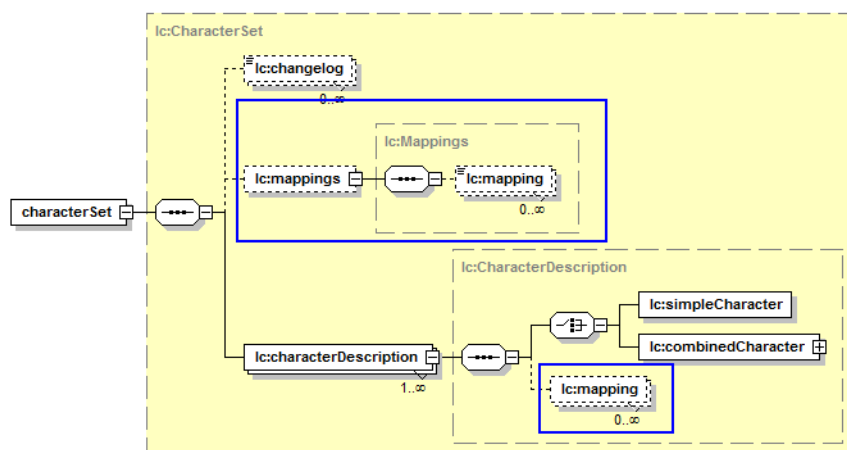 lc:CharacterSet
lc:changelog
0..∞
lc:Mappings
lc:mappings
lc:mapping
0..∞
characterSet
lc:CharacterDescription
lc:simpleCharacter
lc:characterDescription
lc:combinedCharacter
1..∞
lc:mapping
0..∞